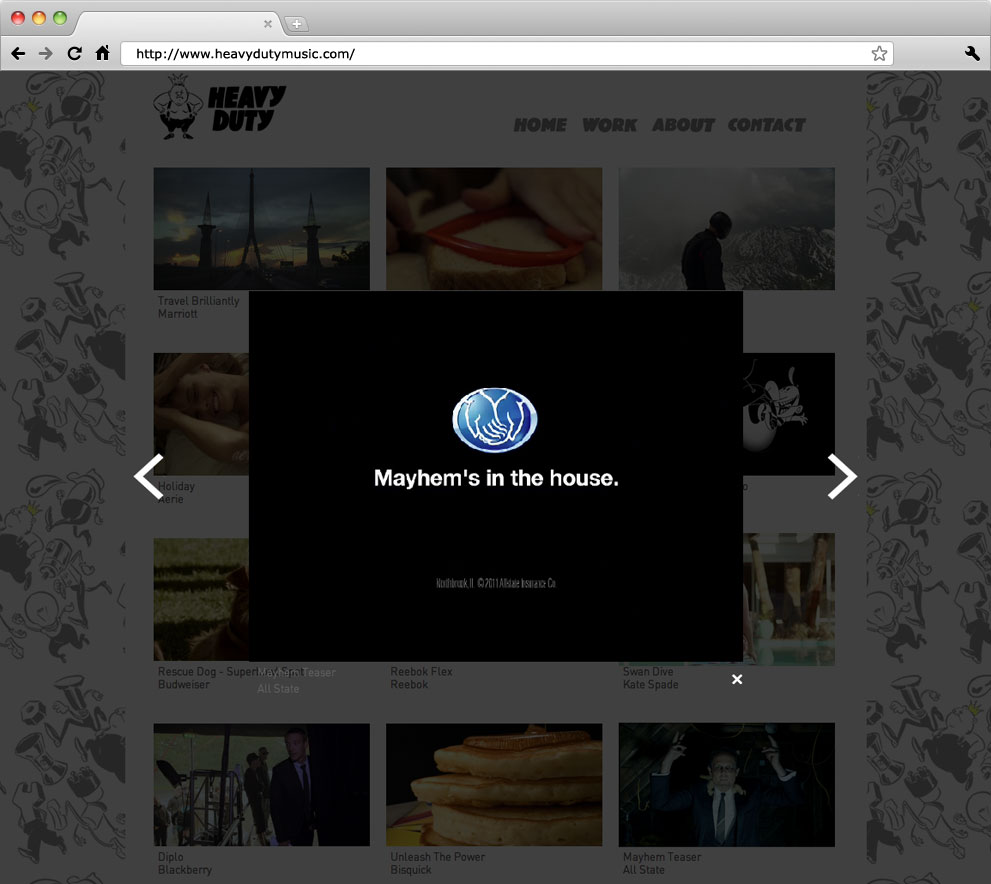 http://www.heavydutymusic.com/
HEAVY
DUTY
HOME WORK ABOUT CONTACT
Travel Brilliantly
Marriott
Mayhem's in the house.
Holiday
Aerie
Northbrook, IL © 2011 Allstate Insurance Co
Rescue Dog - Super
Budweiser
Mayhem Teaser
All State
Reebok Flex
Reebok
Swan Dive
Kate Spade
Diplo
Blackberry
Unleash The Power
Bisquick
Mayhem Teaser
All State